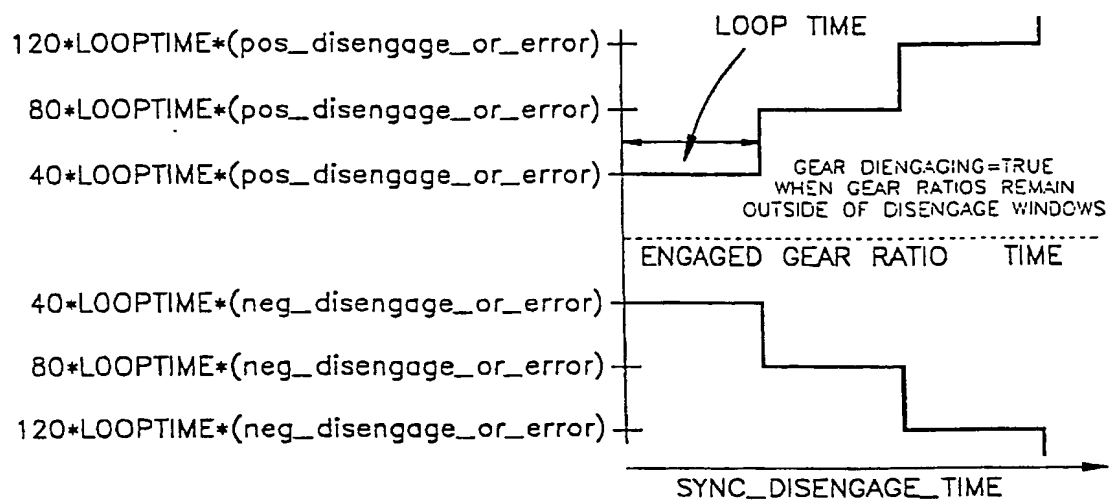 120*LOOPTIME*(pos_disengage_or_error)
LOOP TIME
80*LOOPTIME*(pos_disengage_or_error)
40*LOOPTIME*(pos_disengage_or_error)
GEAR DIENGAGING=TRUE
WHEN GEAR RATIOS REMAIN
OUTSIDE OF DISENGAGE WINDOWS
ENGAGED GEAR RATIO TIME
40*LOOPTIME*(neg_disengage_or_error)
80*LOOPTIME*(neg_disengage_or_error)
120*LOOPTIME*(neg_disengage_or_error)
SYNC_DISENGAGE_TIME